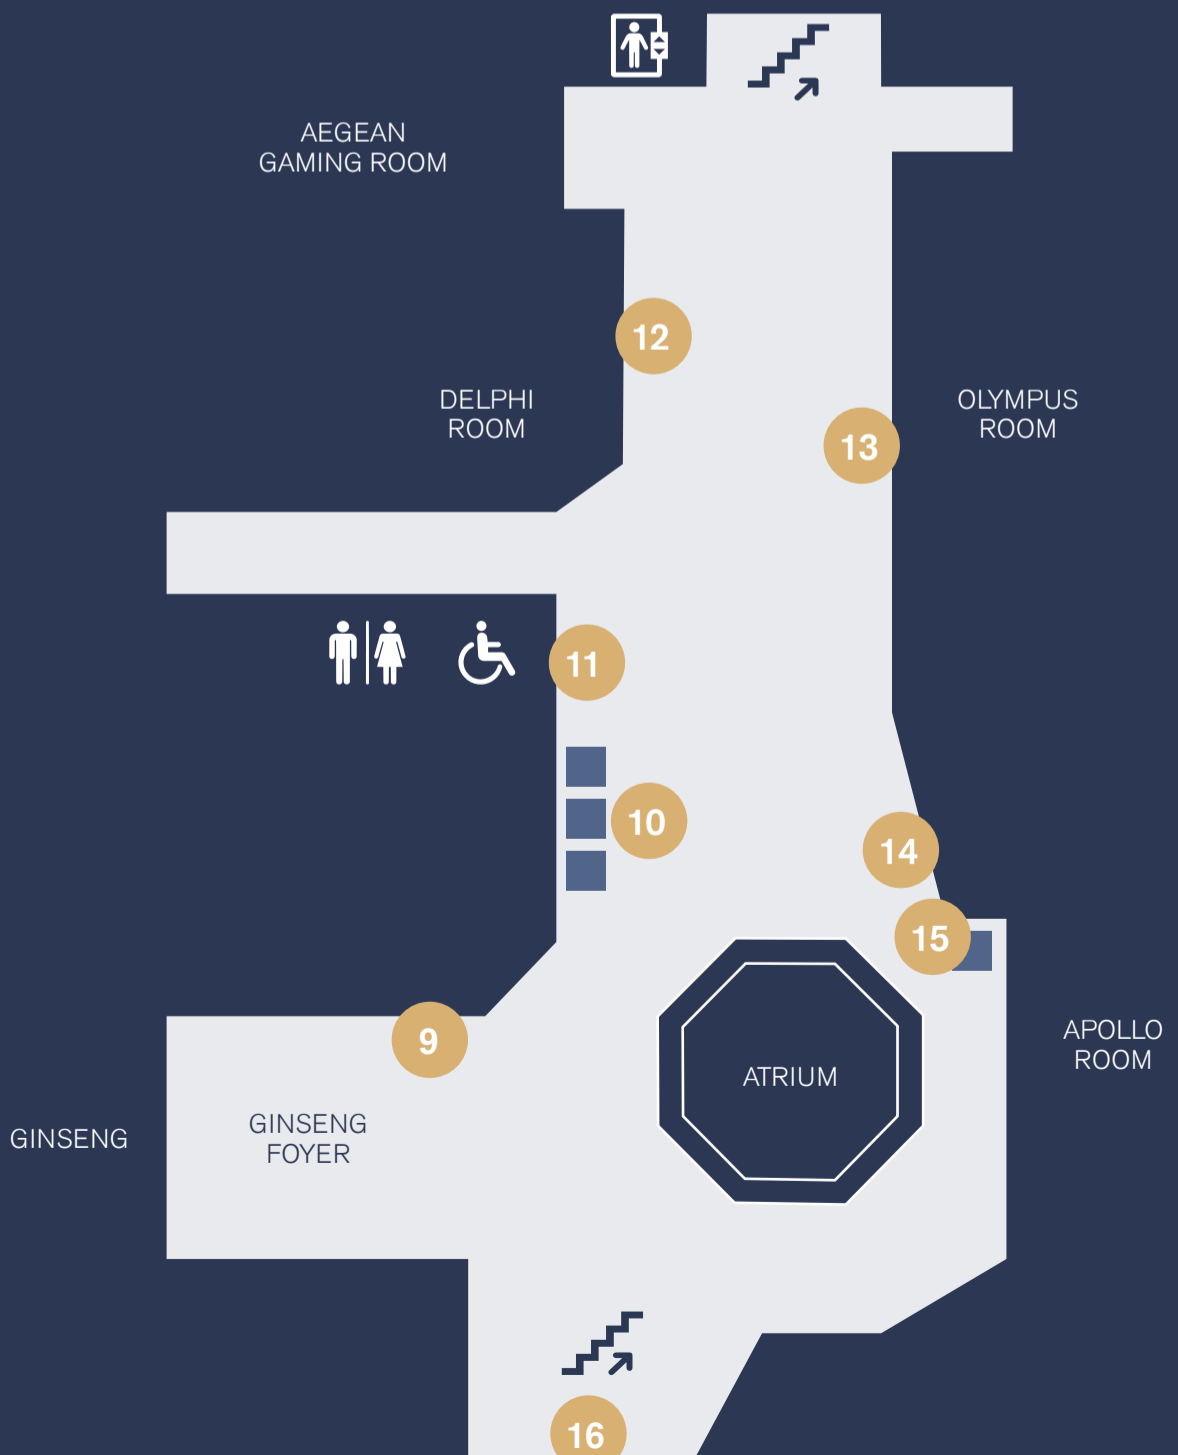 AEGEAN
GAMING ROOM
12
DELPHI
ROOM
OLYMPUS
ROOM
13
11
10
14
15
9
APOLLO
ROOM
ATRIUM
GINSENG
GINSENG
FOYER
16